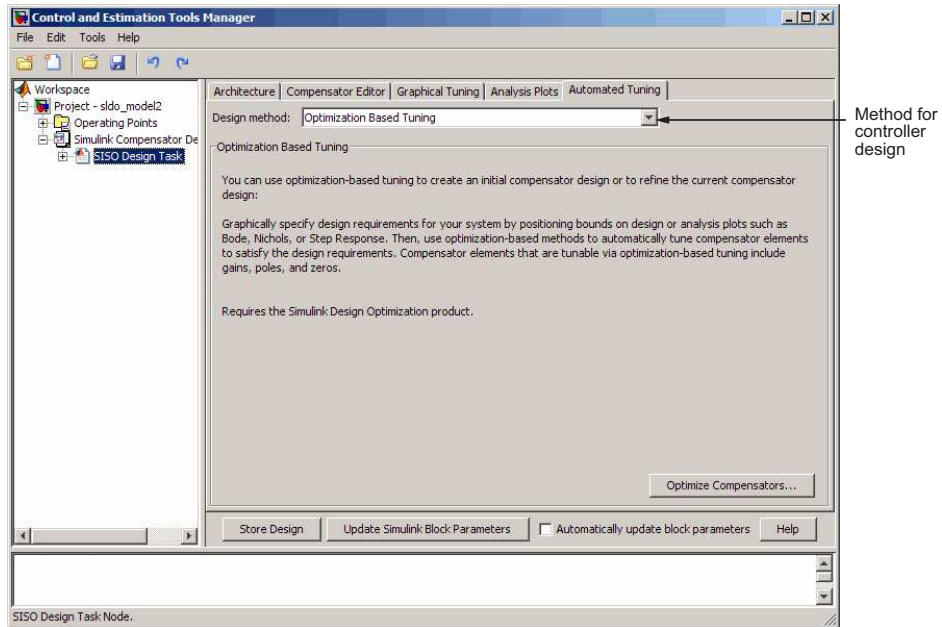 Control and Estimation Tools Manager
File Edit Tools Help
Workspace
Project - sldo_model2
Operating Points
Simulink Compensator De
SISO Design Task
Architecture Compensator Editor Graphical Tuning Analysis Plots Automated Tuning
Design method: Optimization Based Tuning
Method for
controller
design
Optimization Based Tuning
You can use optimization-based tuning to create an initial compensator design or to refine the current compensator
design:
Graphically specify design requirements for your system by positioning bounds on design or analysis plots such as
Bode, Nichols, or Step Response. Then, use optimization-based methods to automatically tune compensator elements
to satisfy the design requirements. Compensator elements that are tunable via optimization-based tuning include
gains, poles, and zeros.
Requires the Simulink Design Optimization product.
Optimize Compensators...
Store Design Update Simulink Block Parameters Automatically update block parameters Help
SISO Design Task Node.